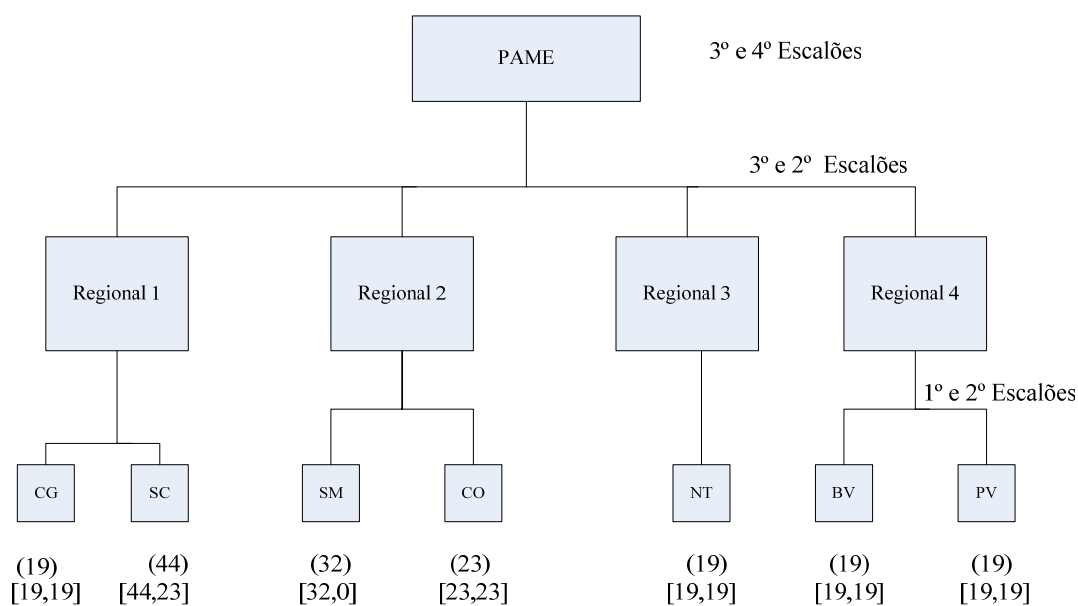 PAME
3º e 4º Escalões
3º e 2º Escalões
Regional 1
Regional 2
Regional 3
Regional 4
1º e 2º Escalões
CG
SC
SM
CO
NT
BV
PV
(19)
(44)
(32)
(23)
(19)
(19)
(19)
[19,19]
[44,23]
[32,0]
[23,23]
[19,19]
[19,19]
[19,19]